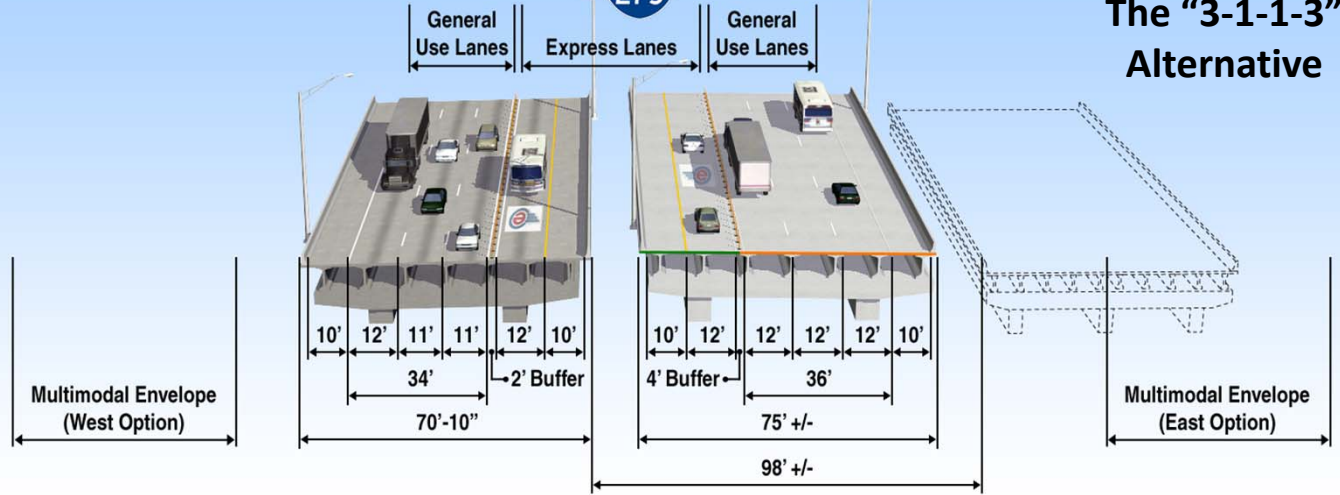 275
The “3-1-1-3”
Alternative
General
Use Lanes
Express Lanes
General
Use Lanes
e
e
10’ 12’ 11’ 11’ 12’ 10’
10’ 12’ 12’ 12’ 12’ 10’
34’
2’ Buffer
4’ Buffer
36’
Multimodal Envelope
(West Option)
70’-10”
75’ +/-
Multimodal Envelope
(East Option)
98’ +/-